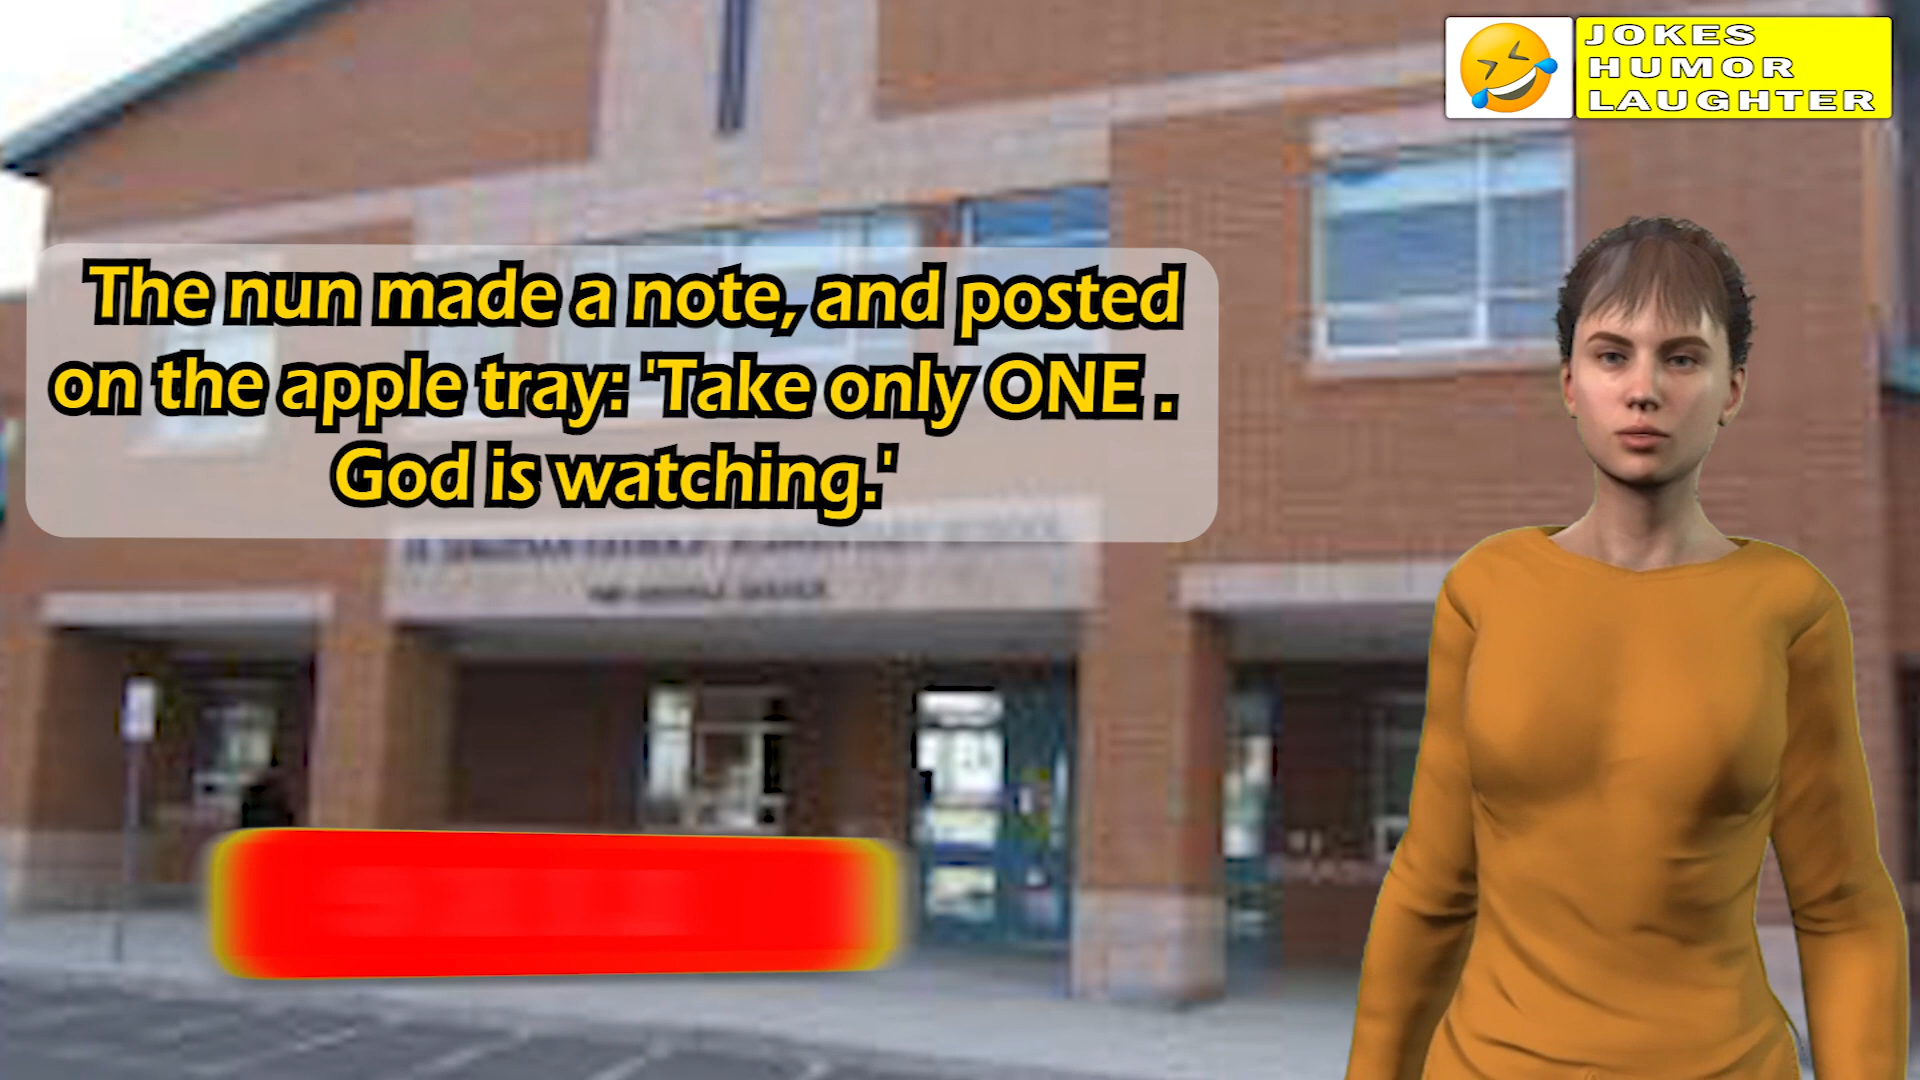 JOKES
HUMOR
LAUGHTER
The nun made a note, and posted
on the apple tray: 'Take only ONE .
God is watching.'
SCHOOL